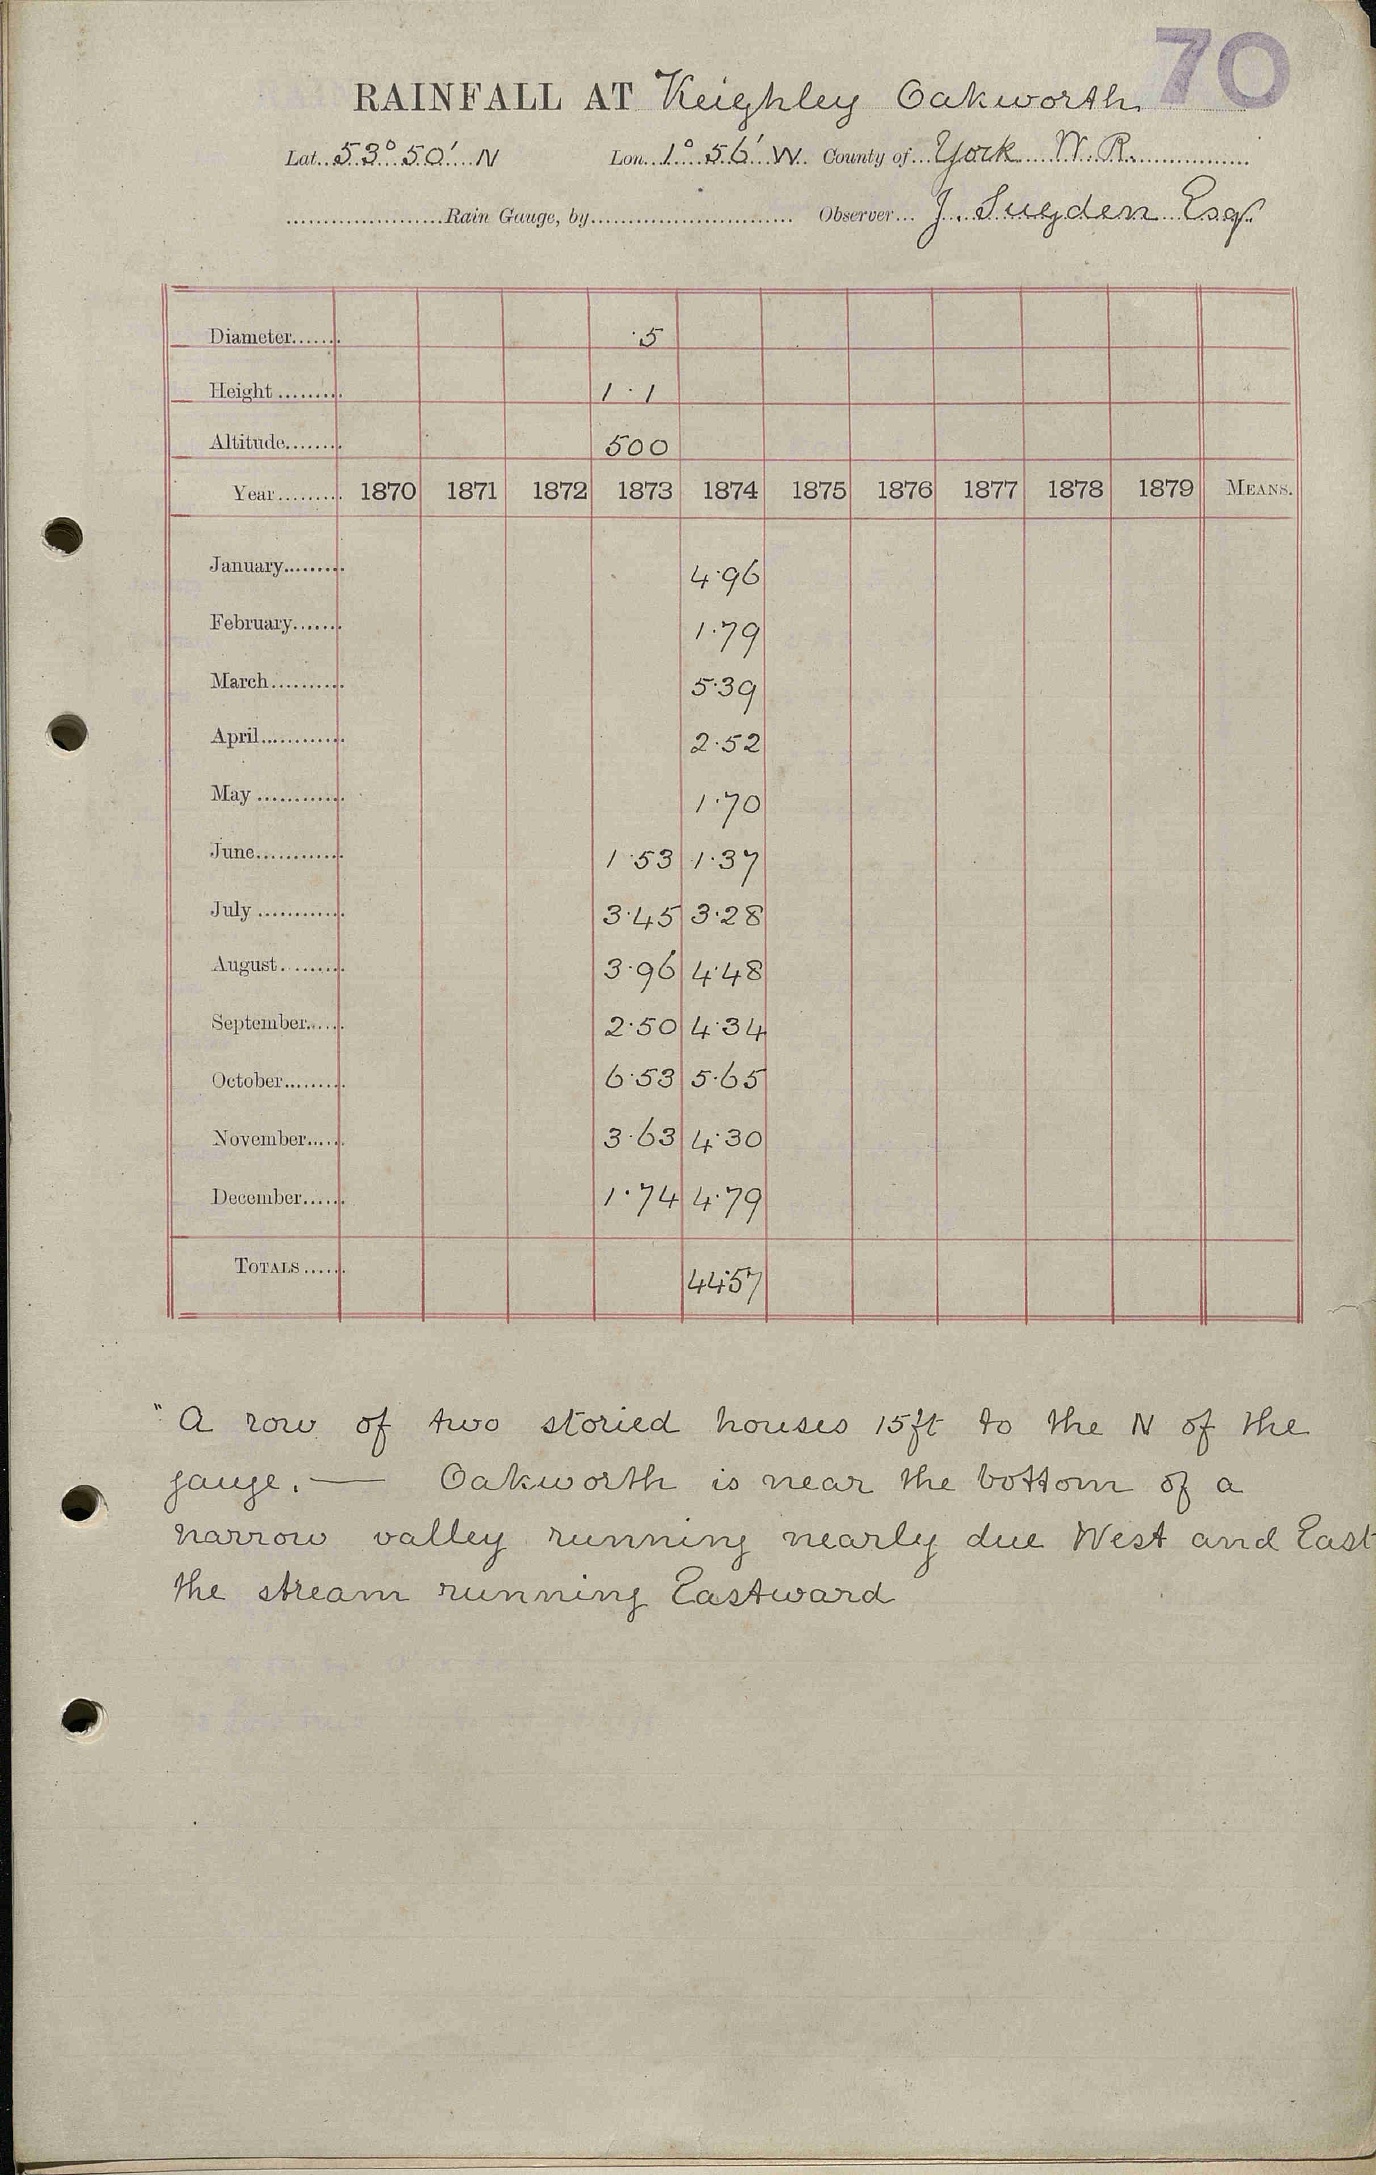 70
RAINFALL AT Keighley Oakworth.
Lat. 53° 50' N Lon. 1° 56' W. County of York W. R.
Rain Gauge, by Observer J. Sugden Esqr
Diameter ·5
Height 1·1
Altitude 500
Year 1870 1871 1872 1873 1874 1875 1876 1877 1878 1879 MEANS.
January 4·96
February 1·79
March 5·39
April 2·52
May 1·70
June 1·53 1·37
July 3·45 3·28
August 3·96 4·48
September 2·50 4·34
October 6·53 5·65
November 3·63 4·30
December 1·74 4·79
TOTALS 44·57
" A row of two storied houses 15ft to the N of the
gauge. — Oakworth is near the bottom of a
narrow valley running nearly due West and East
the stream running Eastward